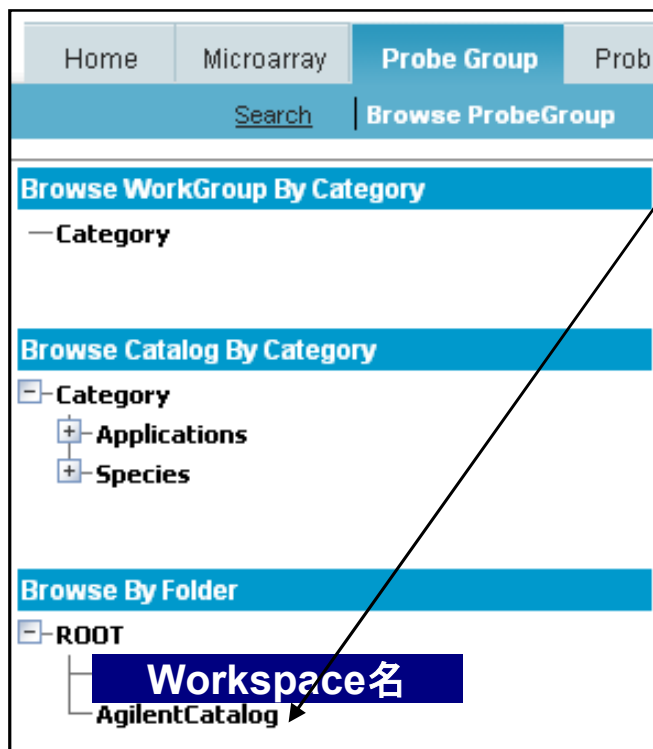 Home Microarray Probe Group Prob
Search Browse ProbeGroup
Browse WorkGroup By Category
Category
Browse Catalog By Category
Category
Applications
Species
Browse By Folder
ROOT
Workspace名
AgilentCatalog